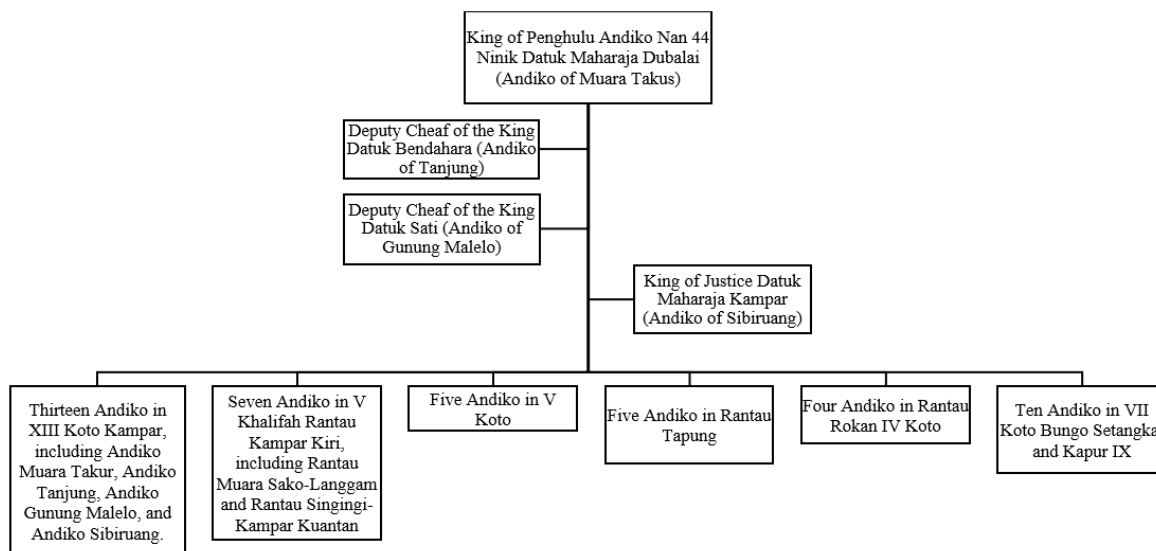 King of Penghulu Andiko Nan 44
Ninik Datuk Maharaja Dubalai
(Andiko of Muara Takus)
Deputy Cheaf of the King
Datuk Bendahara (Andiko
of Tanjung)
Deputy Cheaf of the King
Datuk Sati (Andiko of
Gunung Malelo)
King of Justice Datuk
Maharaja Kampar
(Andiko of Sibiruang)
Thirteen Andiko in
XIII Koto Kampar,
including Andiko
Muara Takur, Andiko
Tanjung, Andiko
Gunung Malelo, and
Andiko Sibiruang.
Seven Andiko in V
Khalifah Rantau
Kampar Kiri,
including Rantau
Muara Sako-Langgam
and Rantau Singingi-
Kampar Kuantan
Five Andiko in V
Koto
Five Andiko in Rantau
Tapung
Four Andiko in Rantau
Rokan IV Koto
Ten Andiko in VII
Koto Bungo Setangkai
and Kapur IX